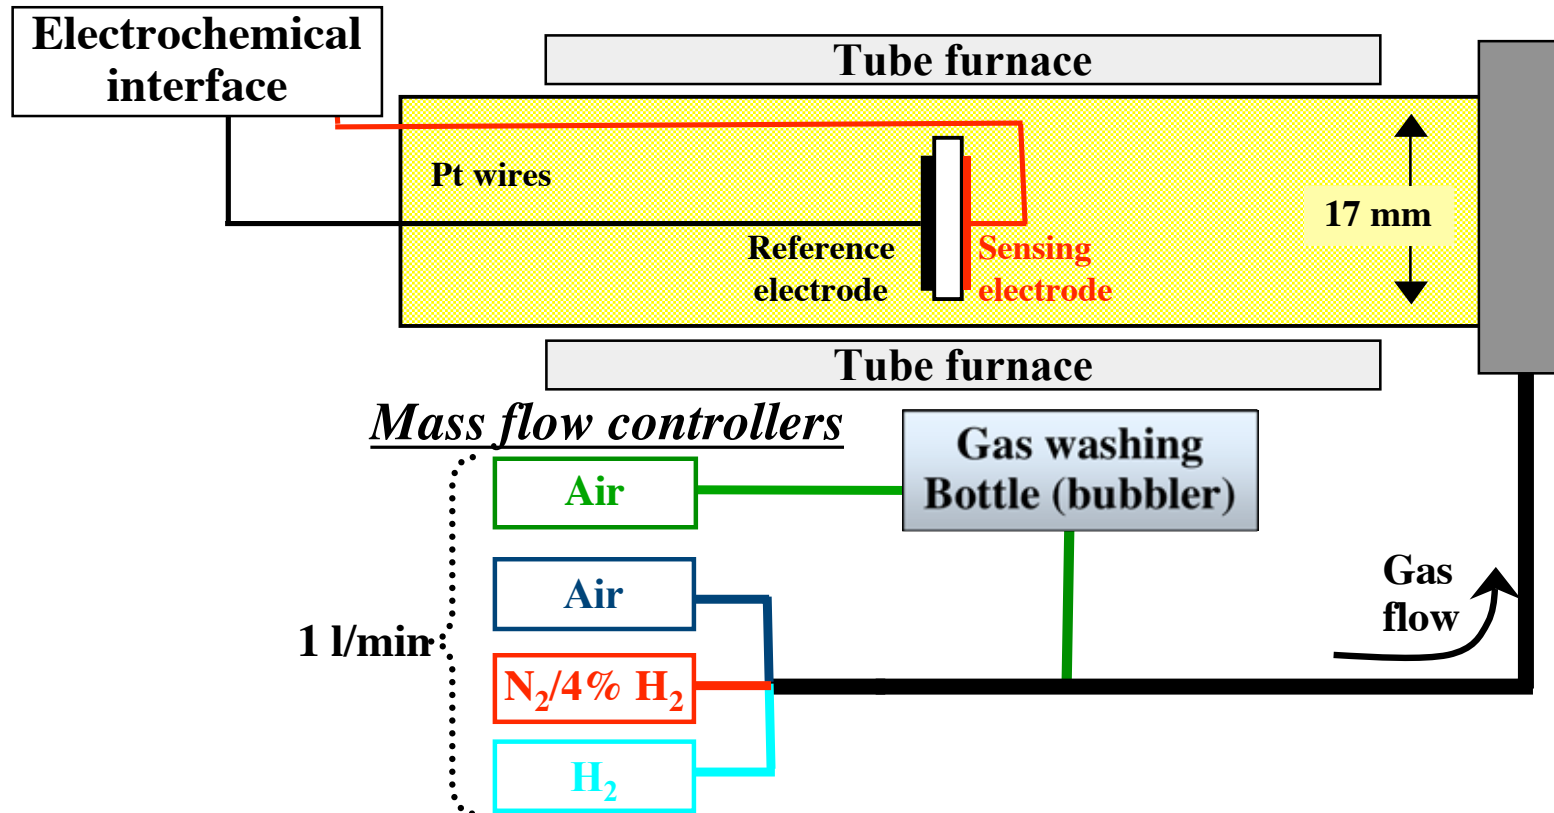 Electrochemical
interface
Tube furnace
Pt wires
17 mm
Reference
electrode
Sensing
electrode
Tube furnace
Mass flow controllers
Air
Gas washing
Bottle (bubbler)
Air
Gas
flow
1 l/min
N₂/4% H₂
H₂